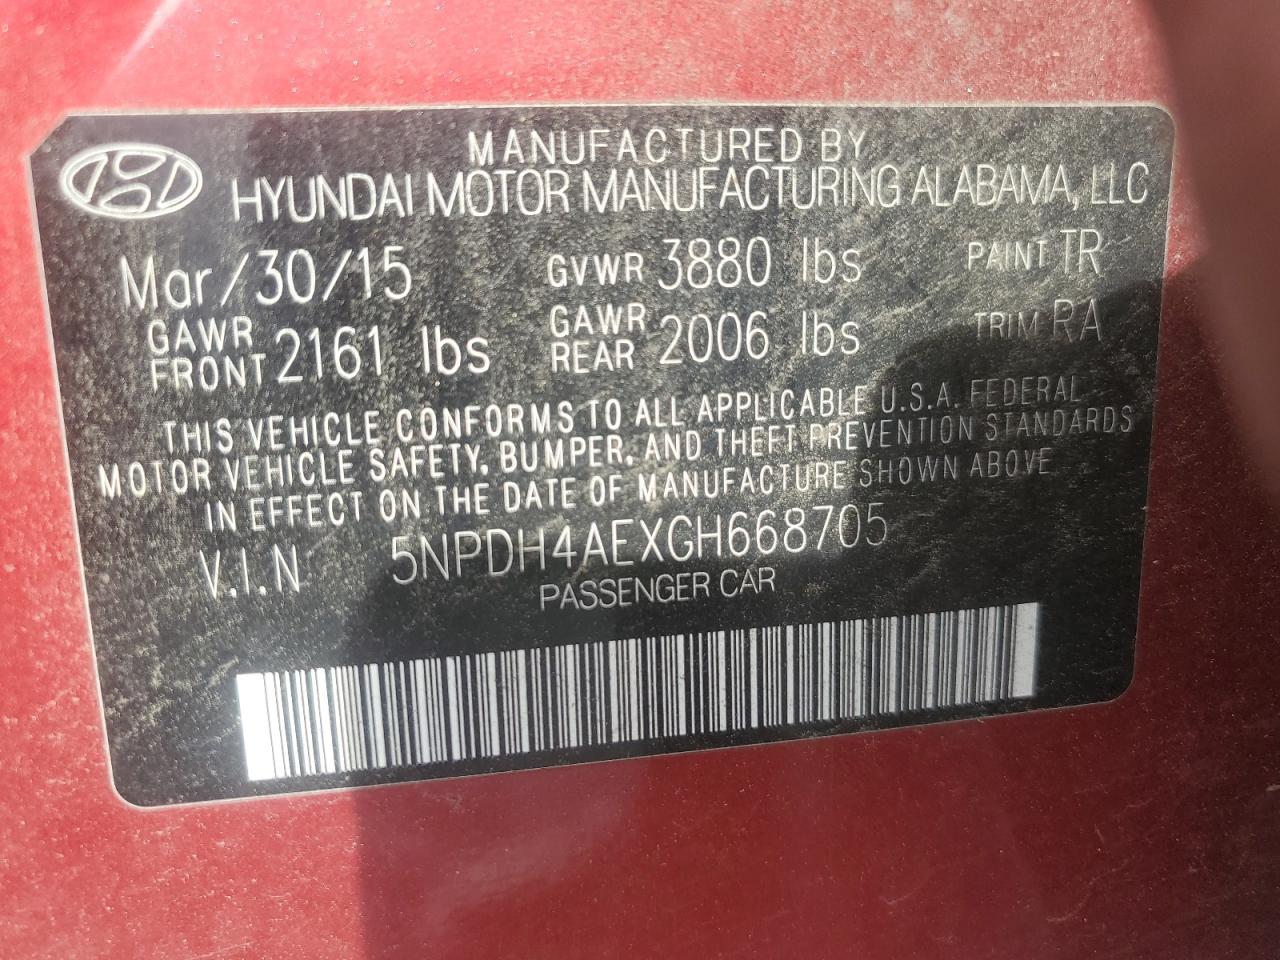 MANUFACTURED BY
HYUNDAI MOTOR MANUFACTURING ALABAMA, LLC
Mar/30/15 GVWR 3880 lbs PAINT TR
GAWR FRONT 2161 lbs GAWR REAR 2006 lbs TRIM RA
THIS VEHICLE CONFORMS TO ALL APPLICABLE U.S.A. FEDERAL
MOTOR VEHICLE SAFETY, BUMPER, AND THEFT PREVENTION STANDARDS
IN EFFECT ON THE DATE OF MANUFACTURE SHOWN ABOVE
V.I.N 5NPDH4AEXGH668705
PASSENGER CAR